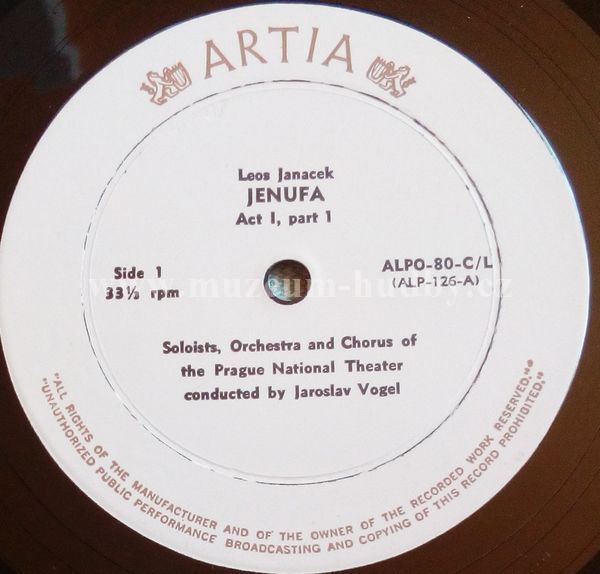 ARTIA
Leos Janacek
JENUFA
Act I, part 1
Side 1
33⅓ rpm
ALPO-80-C/L
(ALP-126-A)
www.muzeum-hudby.cz
Soloists, Orchestra and Chorus of
the Prague National Theater
conducted by Jaroslav Vogel
"ALL RIGHTS OF THE MANUFACTURER AND OF THE OWNER OF THE RECORDED WORK RESERVED."
"UNAUTHORIZED PUBLIC PERFORMANCE BROADCASTING AND COPYING OF THIS RECORD PROHIBITED."